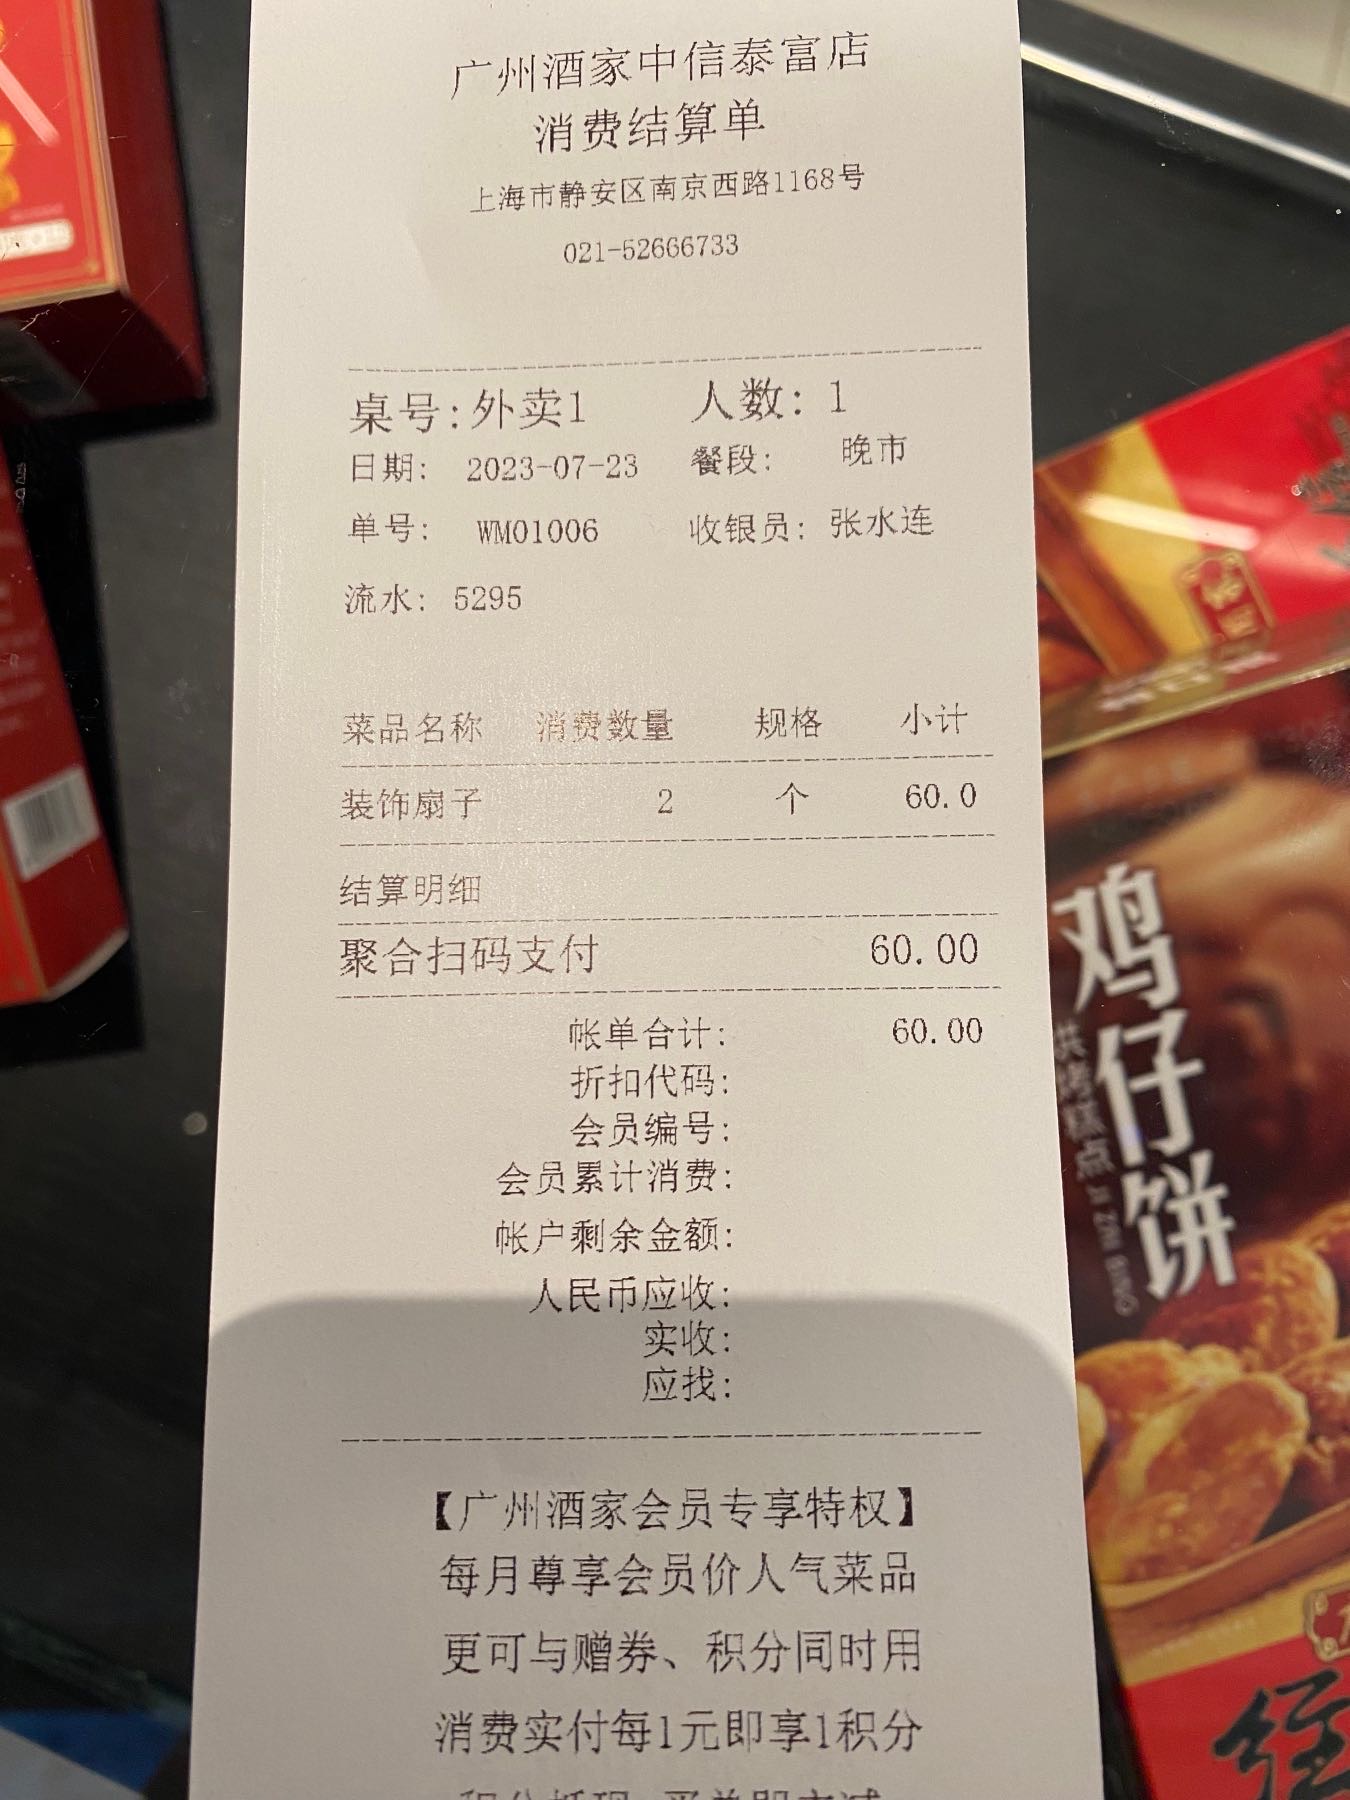 广州酒家中信泰富店
消费结算单
上海市静安区南京西路1168号
021-52666733
桌号:外卖1 人数: 1
日期: 2023-07-23 餐段: 晚市
单号: WM01006 收银员: 张水连
流水: 5295
菜品名称 消费数量 规格 小计
装饰扇子 2 个 60.0
结算明细
聚合扫码支付 60.00
帐单合计: 60.00
折扣代码:
会员编号:
会员累计消费:
帐户剩余金额:
人民币应收:
实收:
应找:
【广州酒家会员专享特权】
每月尊享会员价人气菜品
更可与赠券、积分同时用
消费实付每1元即享1积分
鸡仔饼
烘烤糕点 JI ZAI BING